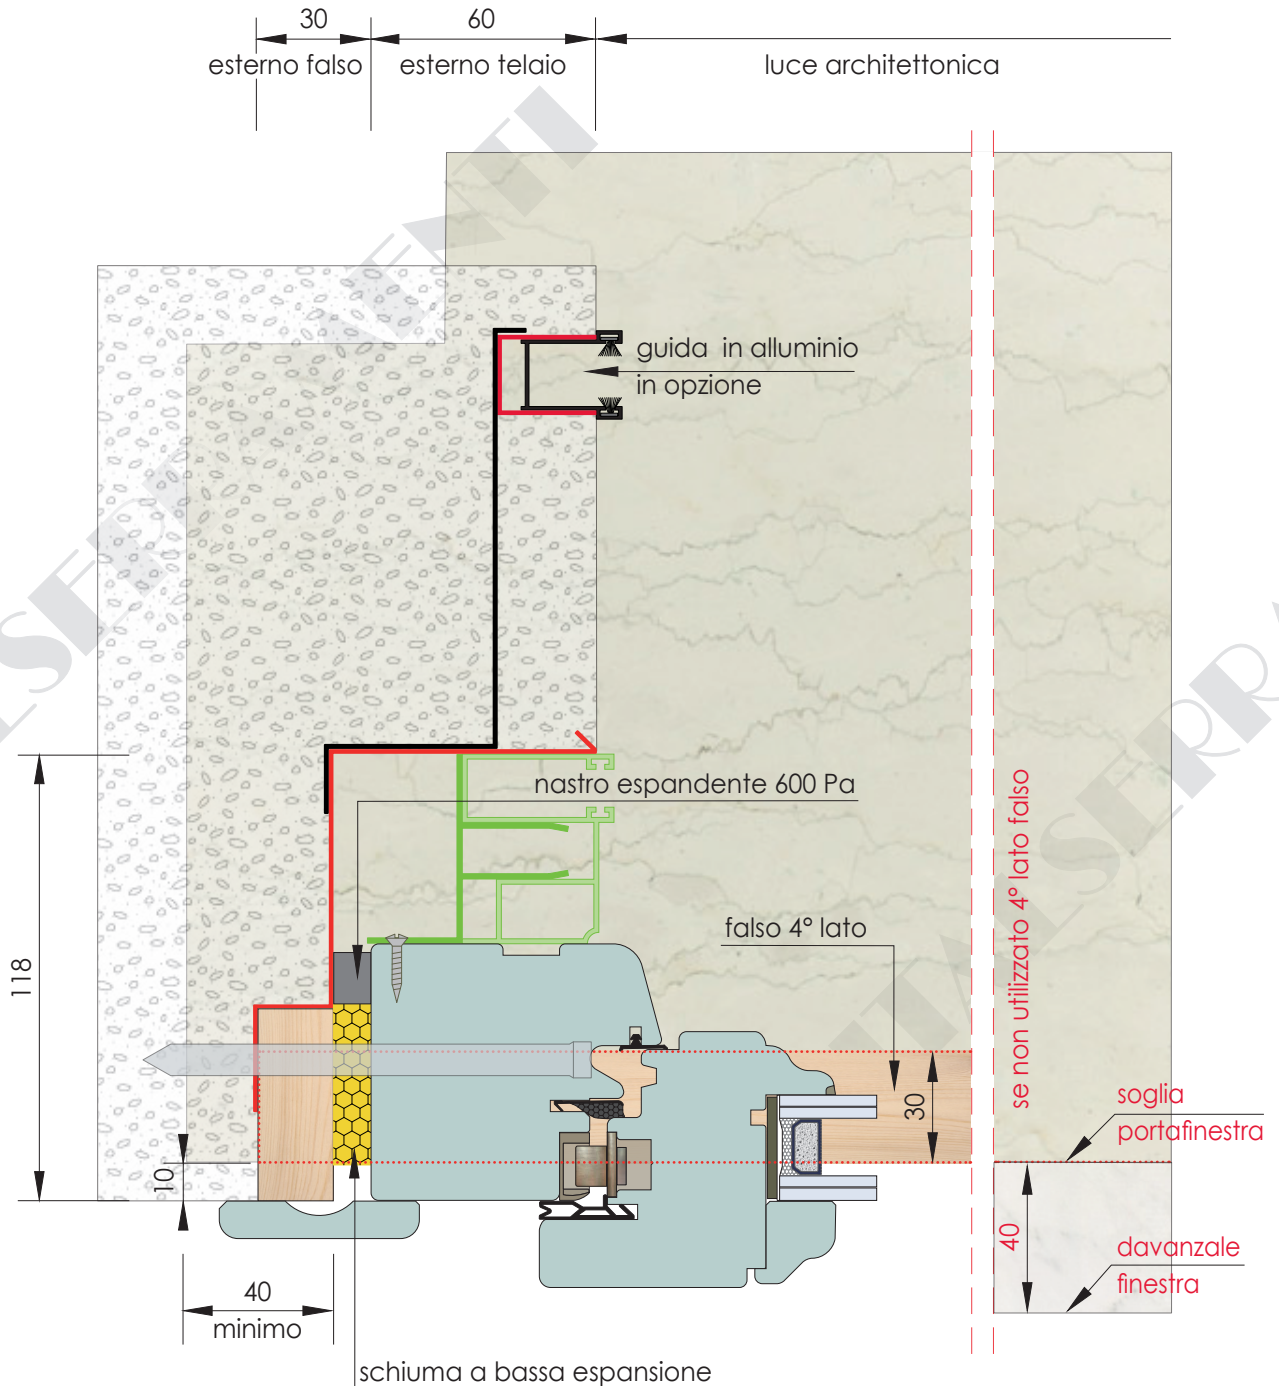 30
60
esterno falso
esterno telaio
luce architettonica
guida in alluminio
in opzione
nastro espandente 600 Pa
falso 4° lato
118
10
30
se non utilizzato 4° lato falso
soglia
portafinestra
40
davanzale
finestra
40
minimo
schiuma a bassa espansione